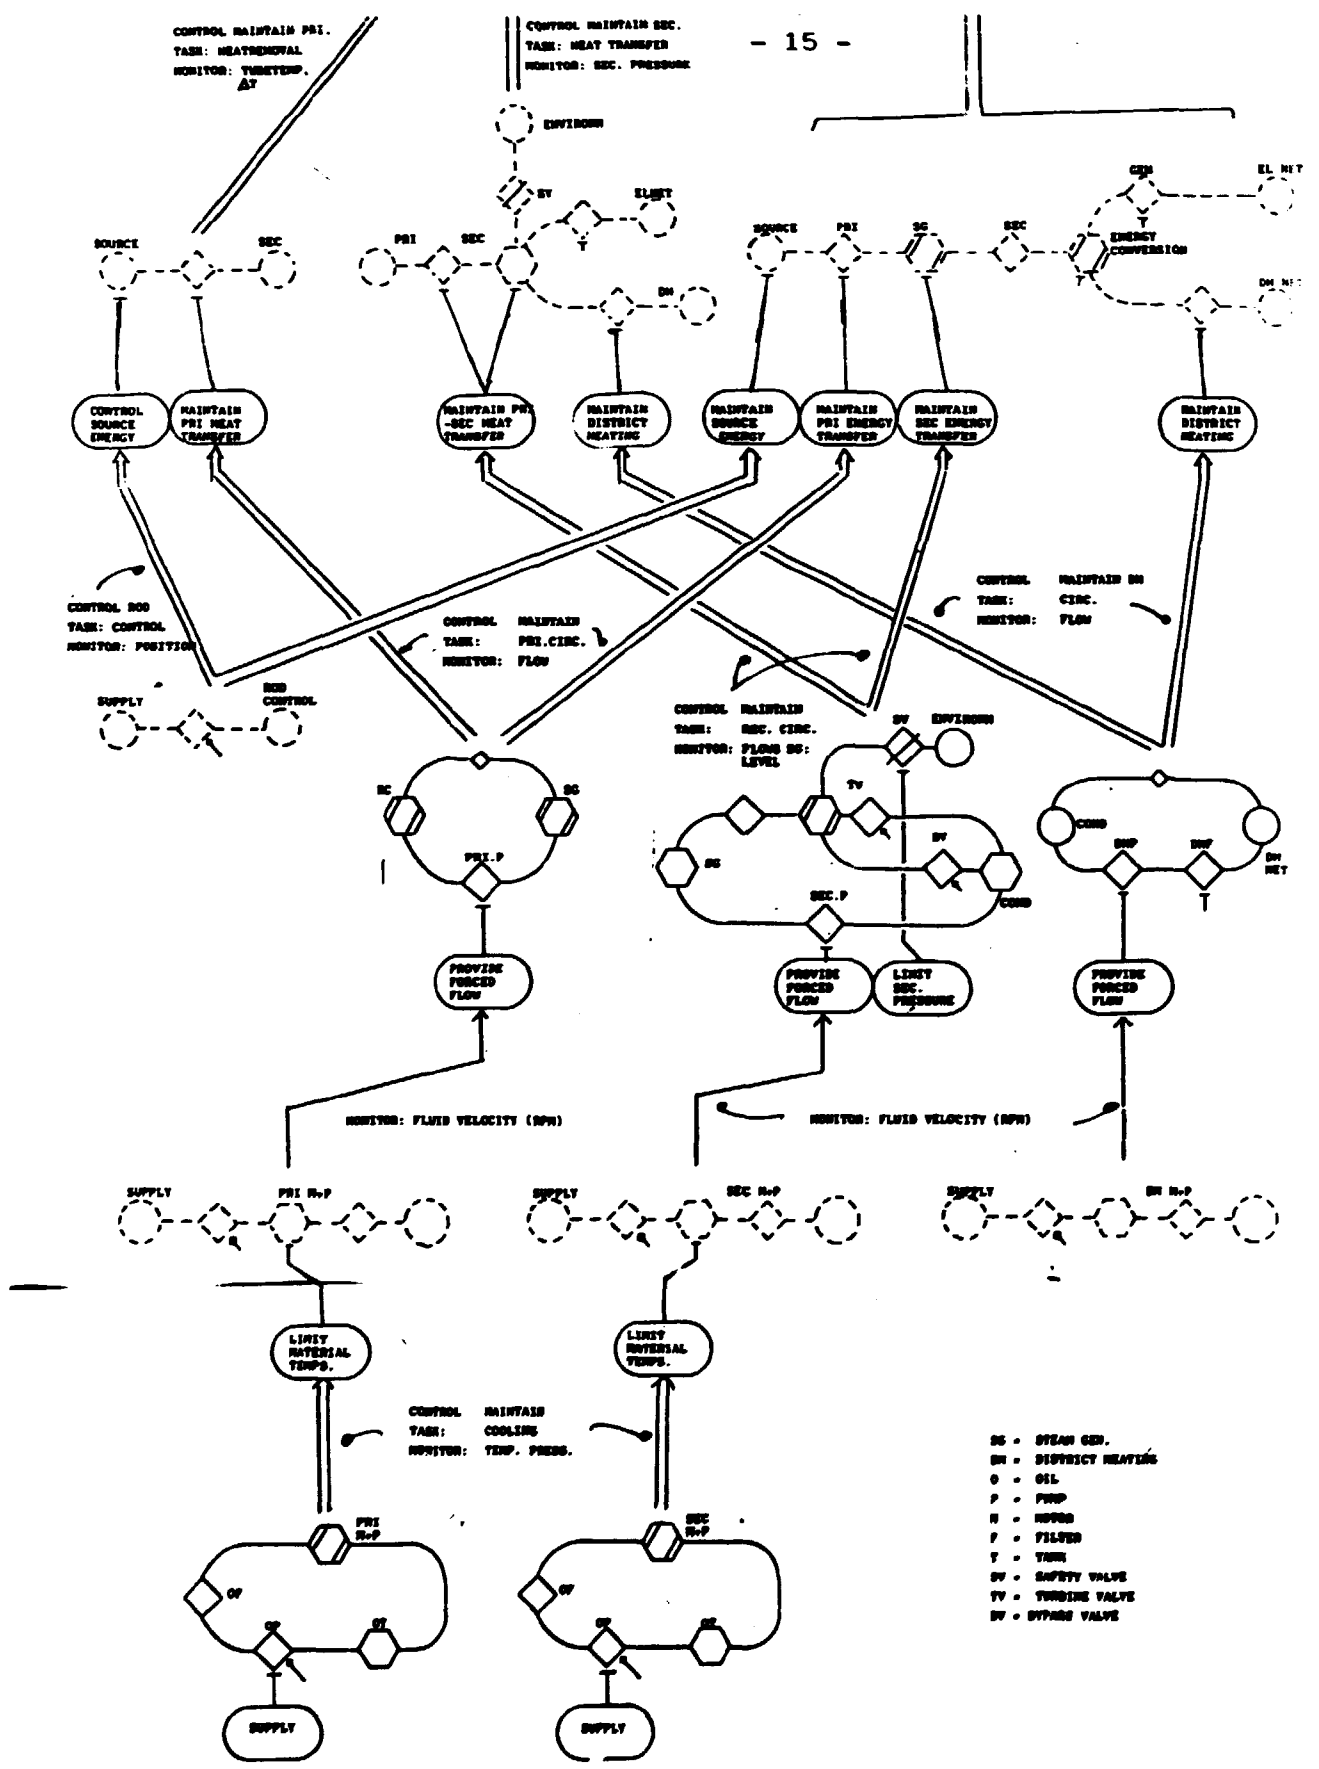 CONTROL MAINTAIN PRI.
TASK: HEATREMOVAL
MONITOR: TUBETEMP.
ΔT
CONTROL MAINTAIN SEC.
TASK: HEAT TRANSFER
MONITOR: SEC. PRESSURE
- 15 -
ENVIRONM
SV
ELNET
T
PRI
SEC
DH
SOURCE
SEC
SOURCE
PRI
SG
SEC
GEN
T
EL NET
ENERGY
CONVERSION
T
DH NET
CONTROL
SOURCE
ENERGY
MAINTAIN
PRI HEAT
TRANSFER
MAINTAIN PRI
-SEC HEAT
TRANSFER
MAINTAIN
DISTRICT
HEATING
MAINTAIN
SOURCE
ENERGY
MAINTAIN
PRI ENERGY
TRANSFER
MAINTAIN
SEC ENERGY
TRANSFER
MAINTAIN
DISTRICT
HEATING
CONTROL ROD
TASK: CONTROL
MONITOR: POSITION
CONTROL MAINTAIN
TASK: PRI.CIRC.
MONITOR: FLOW
CONTROL MAINTAIN DH
TASK: CIRC.
MONITOR: FLOW
SUPPLY
ROD
CONTROL
CONTROL MAINTAIN
TASK: SEC. CIRC.
MONITOR: FLOWS SG:
LEVEL
SV ENVIRONM
RC
SG
PRI.P
TV
BV
SG
SEC.P
COND
COND
DHP
DHP
DH
NET
PROVIDE
FORCED
FLOW
PROVIDE
FORCED
FLOW
LIMIT
SEC.
PRESSURE
PROVIDE
FORCED
FLOW
MONITOR: FLUID VELOCITY (RPM)
MONITOR: FLUID VELOCITY (RPM)
SUPPLY
PRI M+P
SUPPLY
SEC M+P
SUPPLY
DH M+P
LIMIT
MATERIAL
TEMPS.
LIMIT
MATERIAL
TEMPS.
CONTROL MAINTAIN
TASK: COOLING
MONITOR: TEMP. PRESS.
PRI
M+P
OF
OP
OT
SUPPLY
SEC
M+P
OF
OP
OT
SUPPLY
SG = STEAM GEN.
DH = DISTRICT HEATING
O = OIL
P = PUMP
M = MOTOR
F = FILTER
T = TANK
SV = SAFETY VALVE
TV = TURBINE VALVE
BV = BYPASS VALVE